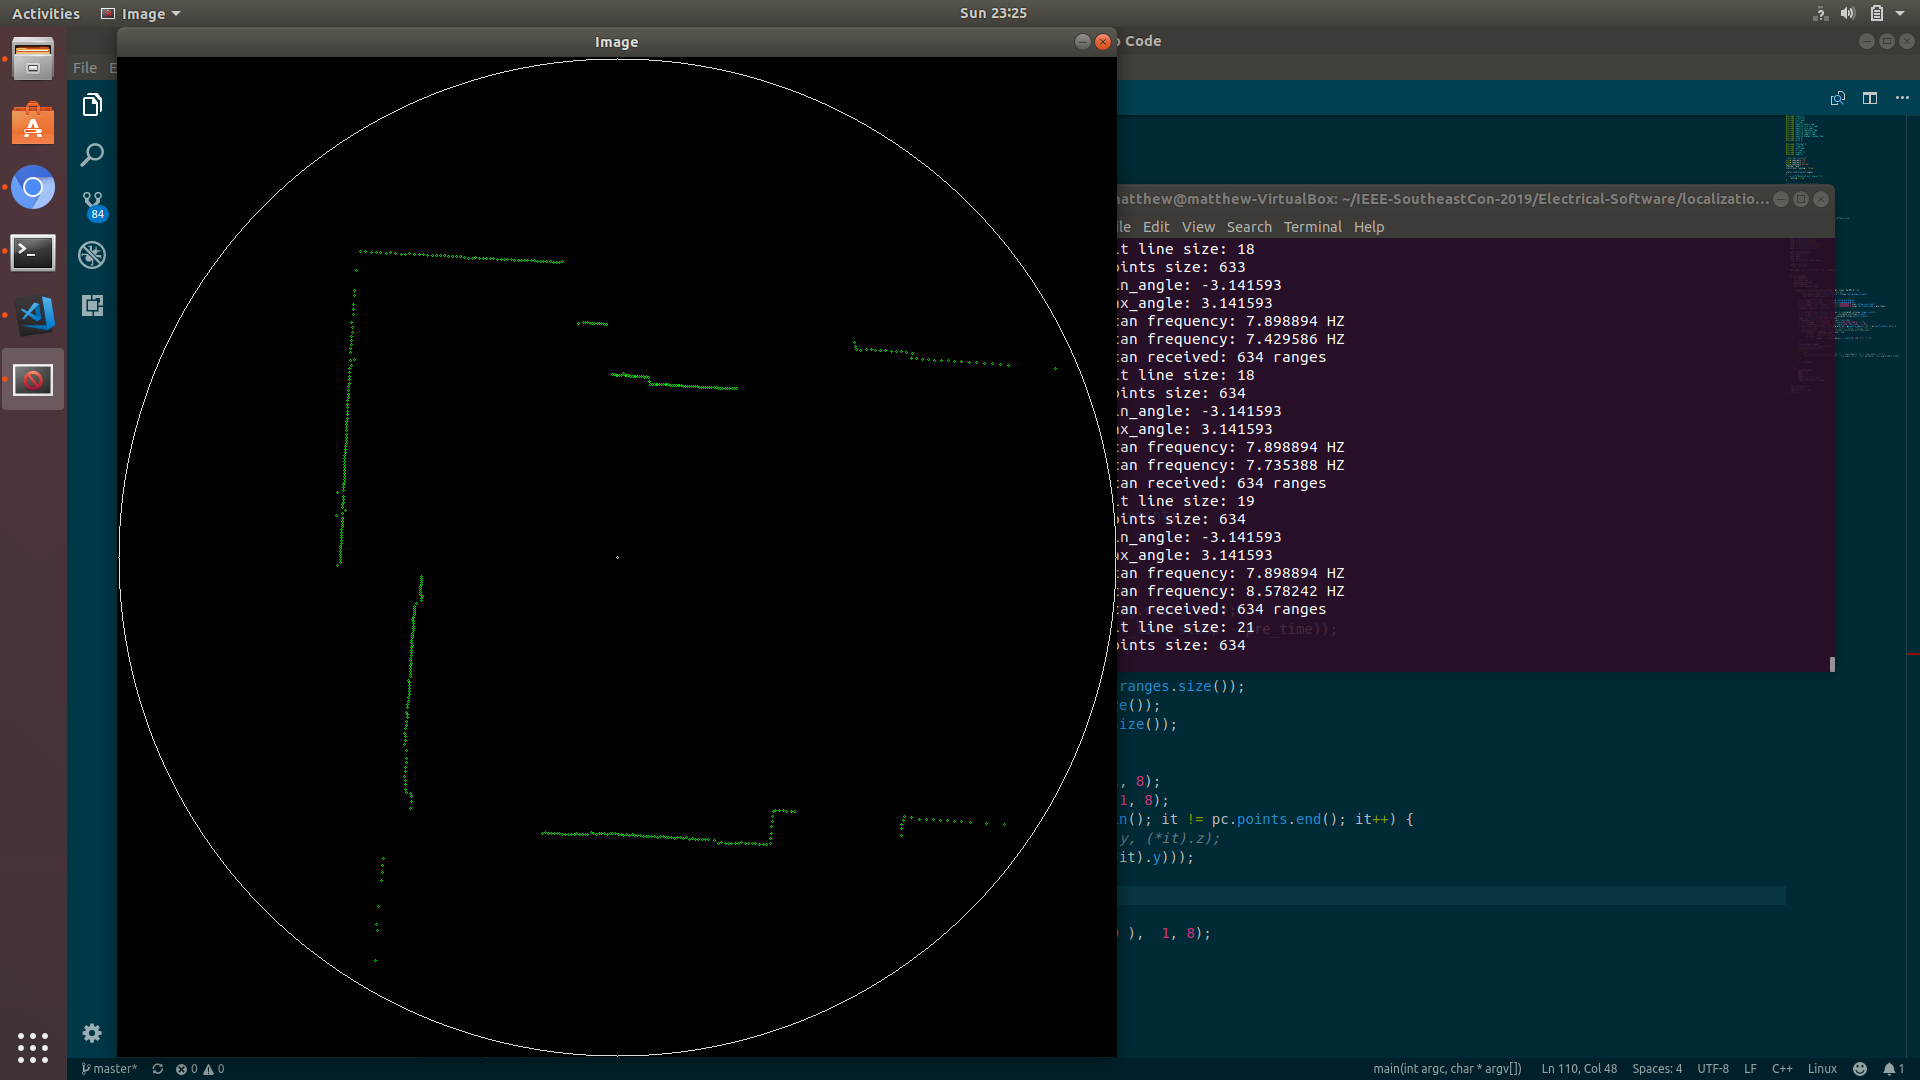 Activities
Image
Sun 23:25
Image
Code
File
84
matthew@matthew-VirtualBox: ~/IEEE-SoutheastCon-2019/Electrical-Software/localizatio...
le Edit View Search Terminal Help
t line size: 18
ints size: 633
n_angle: -3.141593
x_angle: 3.141593
an frequency: 7.898894 HZ
an frequency: 7.429586 HZ
an received: 634 ranges
t line size: 18
ints size: 634
n_angle: -3.141593
x_angle: 3.141593
an frequency: 7.898894 HZ
an frequency: 7.735388 HZ
an received: 634 ranges
t line size: 19
ints size: 634
n_angle: -3.141593
x_angle: 3.141593
an frequency: 7.898894 HZ
an frequency: 8.578242 HZ
an received: 634 ranges
t line size: 21
re_time));
ints size: 634
ranges.size());
ze());
size());
, 8);
1, 8);
in(); it != pc.points.end(); it++) {
y, (*it).z);
it).y)));
), 1, 8);
master* 0 0
main(int argc, char * argv[]) Ln 110, Col 48 Spaces: 4 UTF-8 LF C++ Linux 1